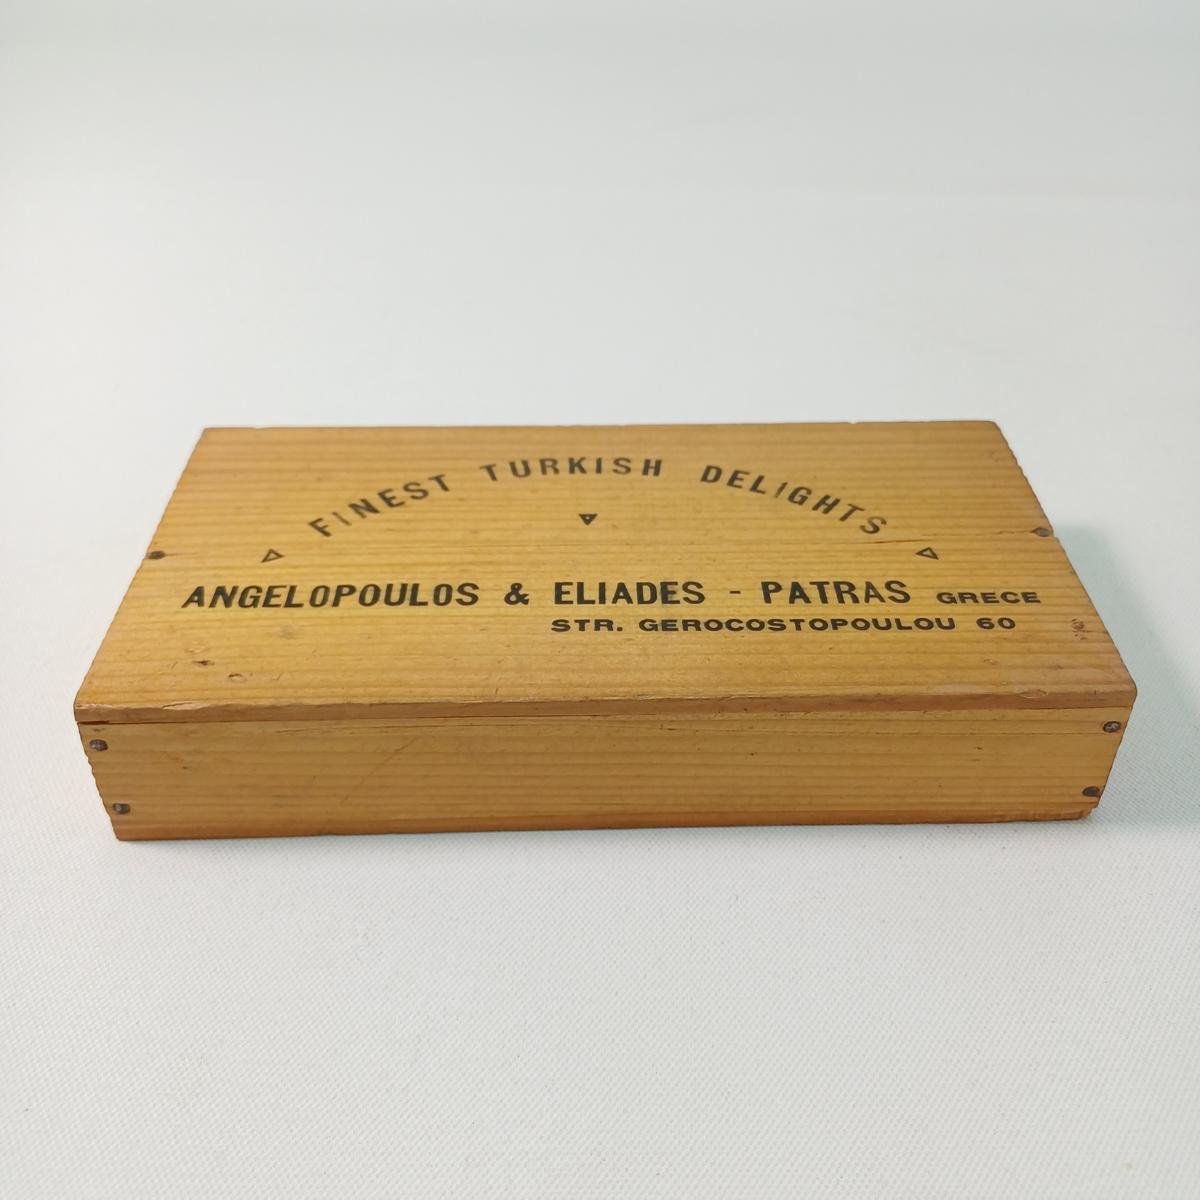 FINEST TURKISH DELIGHTS
ANGELOPOULOS & ELIADES - PATRAS GRECE
STR. GEROCOSTOPOULOU 60